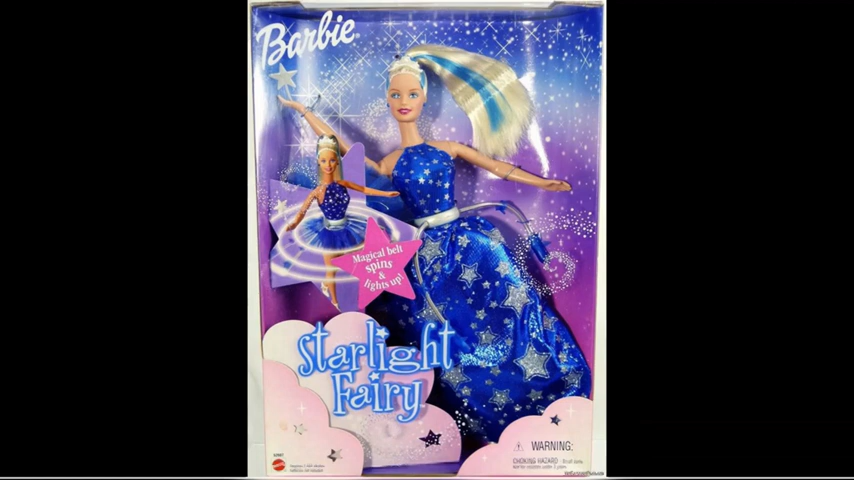 Barbie®
Magical belt
spins
&
lights up!
Starlight
Fairy
WARNING:
CHOKING HAZARD